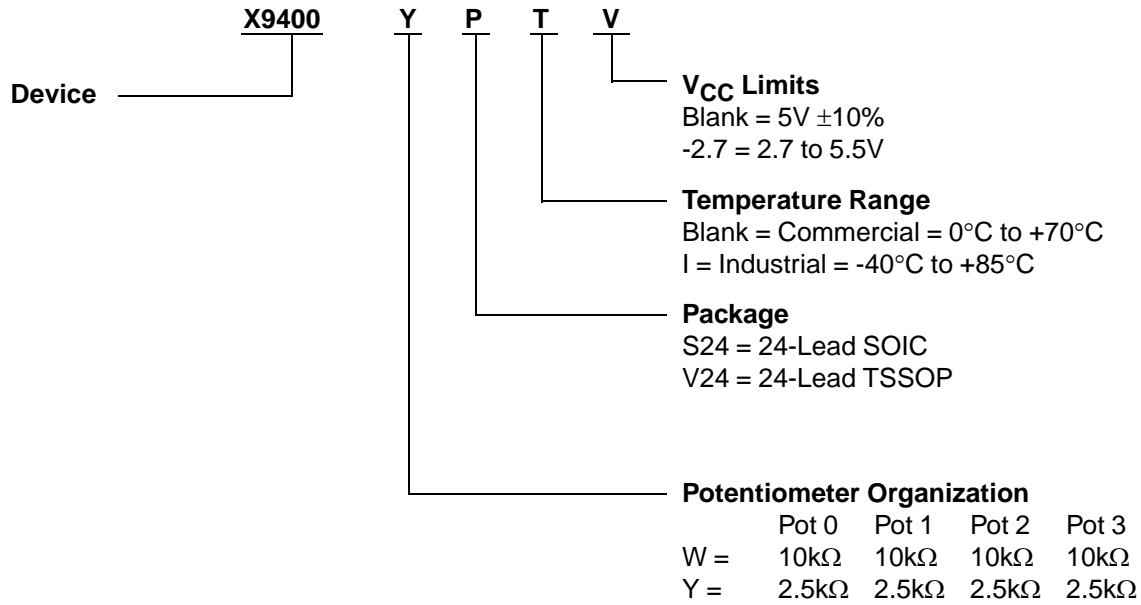 X9400 Y P T V
Device
VCC Limits
Blank = 5V ±10%
-2.7 = 2.7 to 5.5V
Temperature Range
Blank = Commercial = 0°C to +70°C
I = Industrial = -40°C to +85°C
Package
S24 = 24-Lead SOIC
V24 = 24-Lead TSSOP
Potentiometer Organization
Pot 0 Pot 1 Pot 2 Pot 3
W = 10kΩ 10kΩ 10kΩ 10kΩ
Y = 2.5kΩ 2.5kΩ 2.5kΩ 2.5kΩ